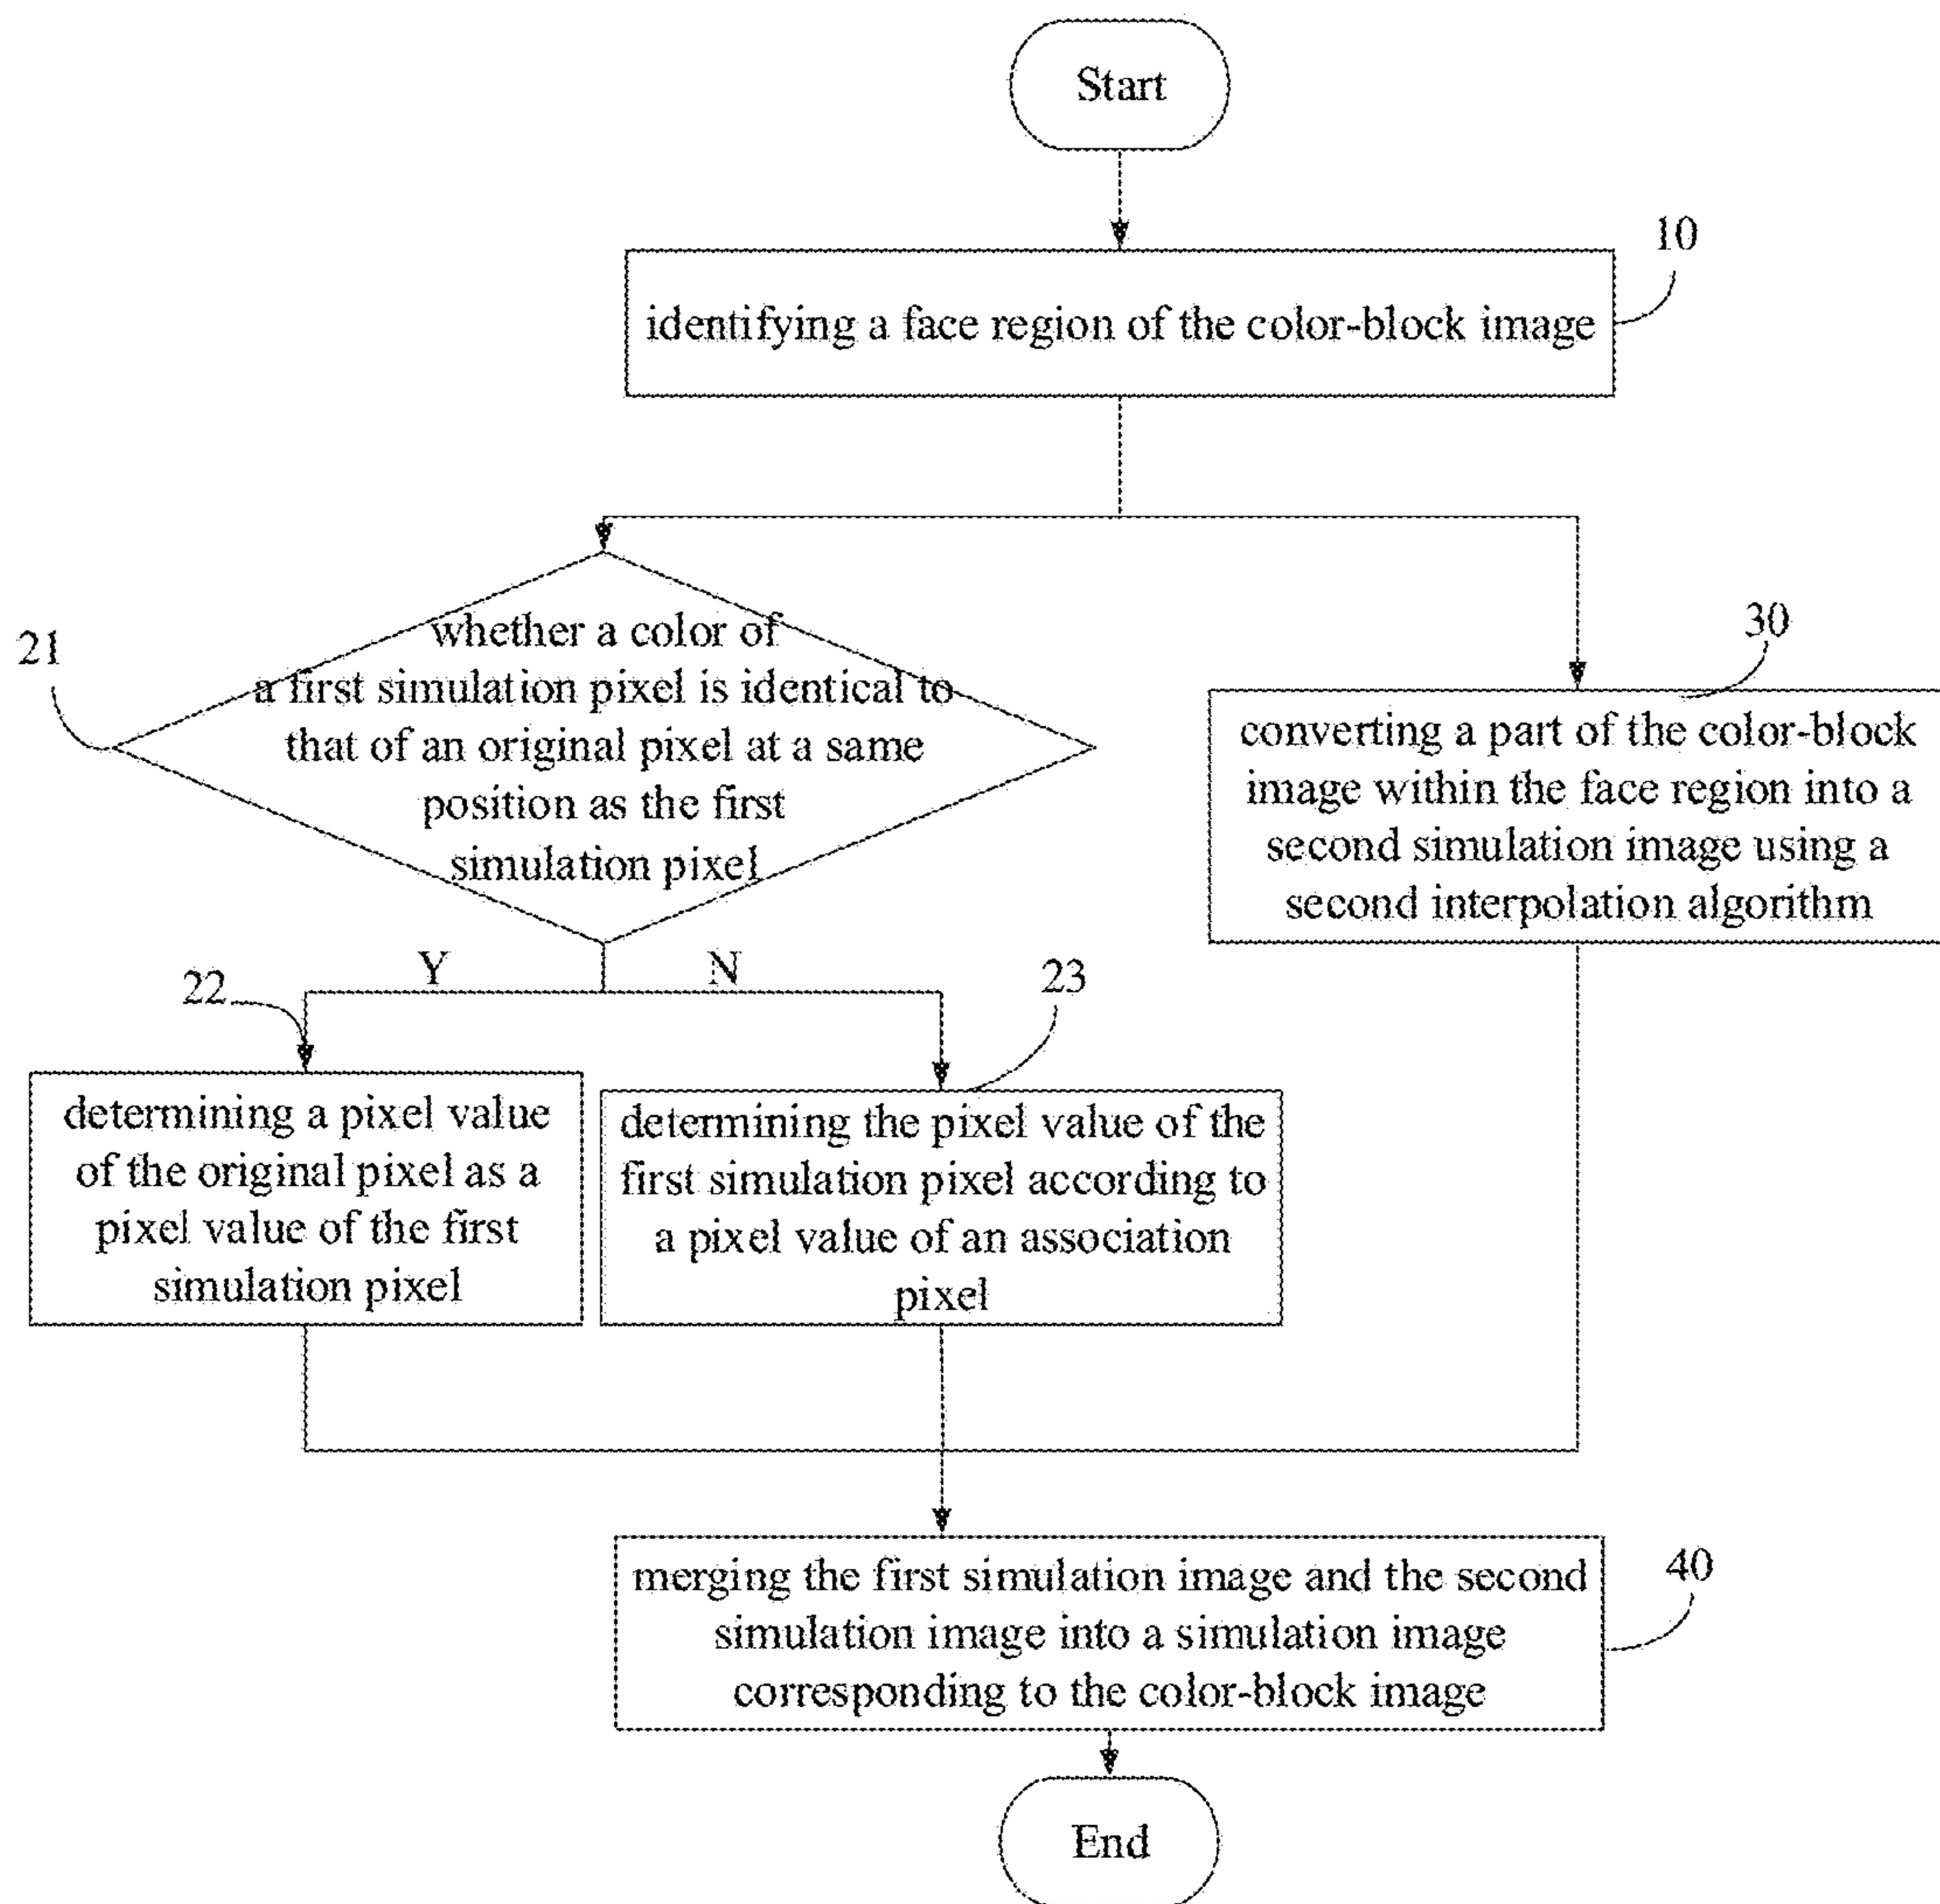 Start
10
identifying a face region of the color-block image
21
whether a color of
a first simulation pixel is identical to
that of an original pixel at a same
position as the first
simulation pixel
30
converting a part of the color-block
image within the face region into a
second simulation image using a
second interpolation algorithm
Y
N
22
23
determining a pixel value
of the original pixel as a
pixel value of the first
simulation pixel
determining the pixel value of the
first simulation pixel according to
a pixel value of an association
pixel
merging the first simulation image and the second
simulation image into a simulation image
corresponding to the color-block image
40
End